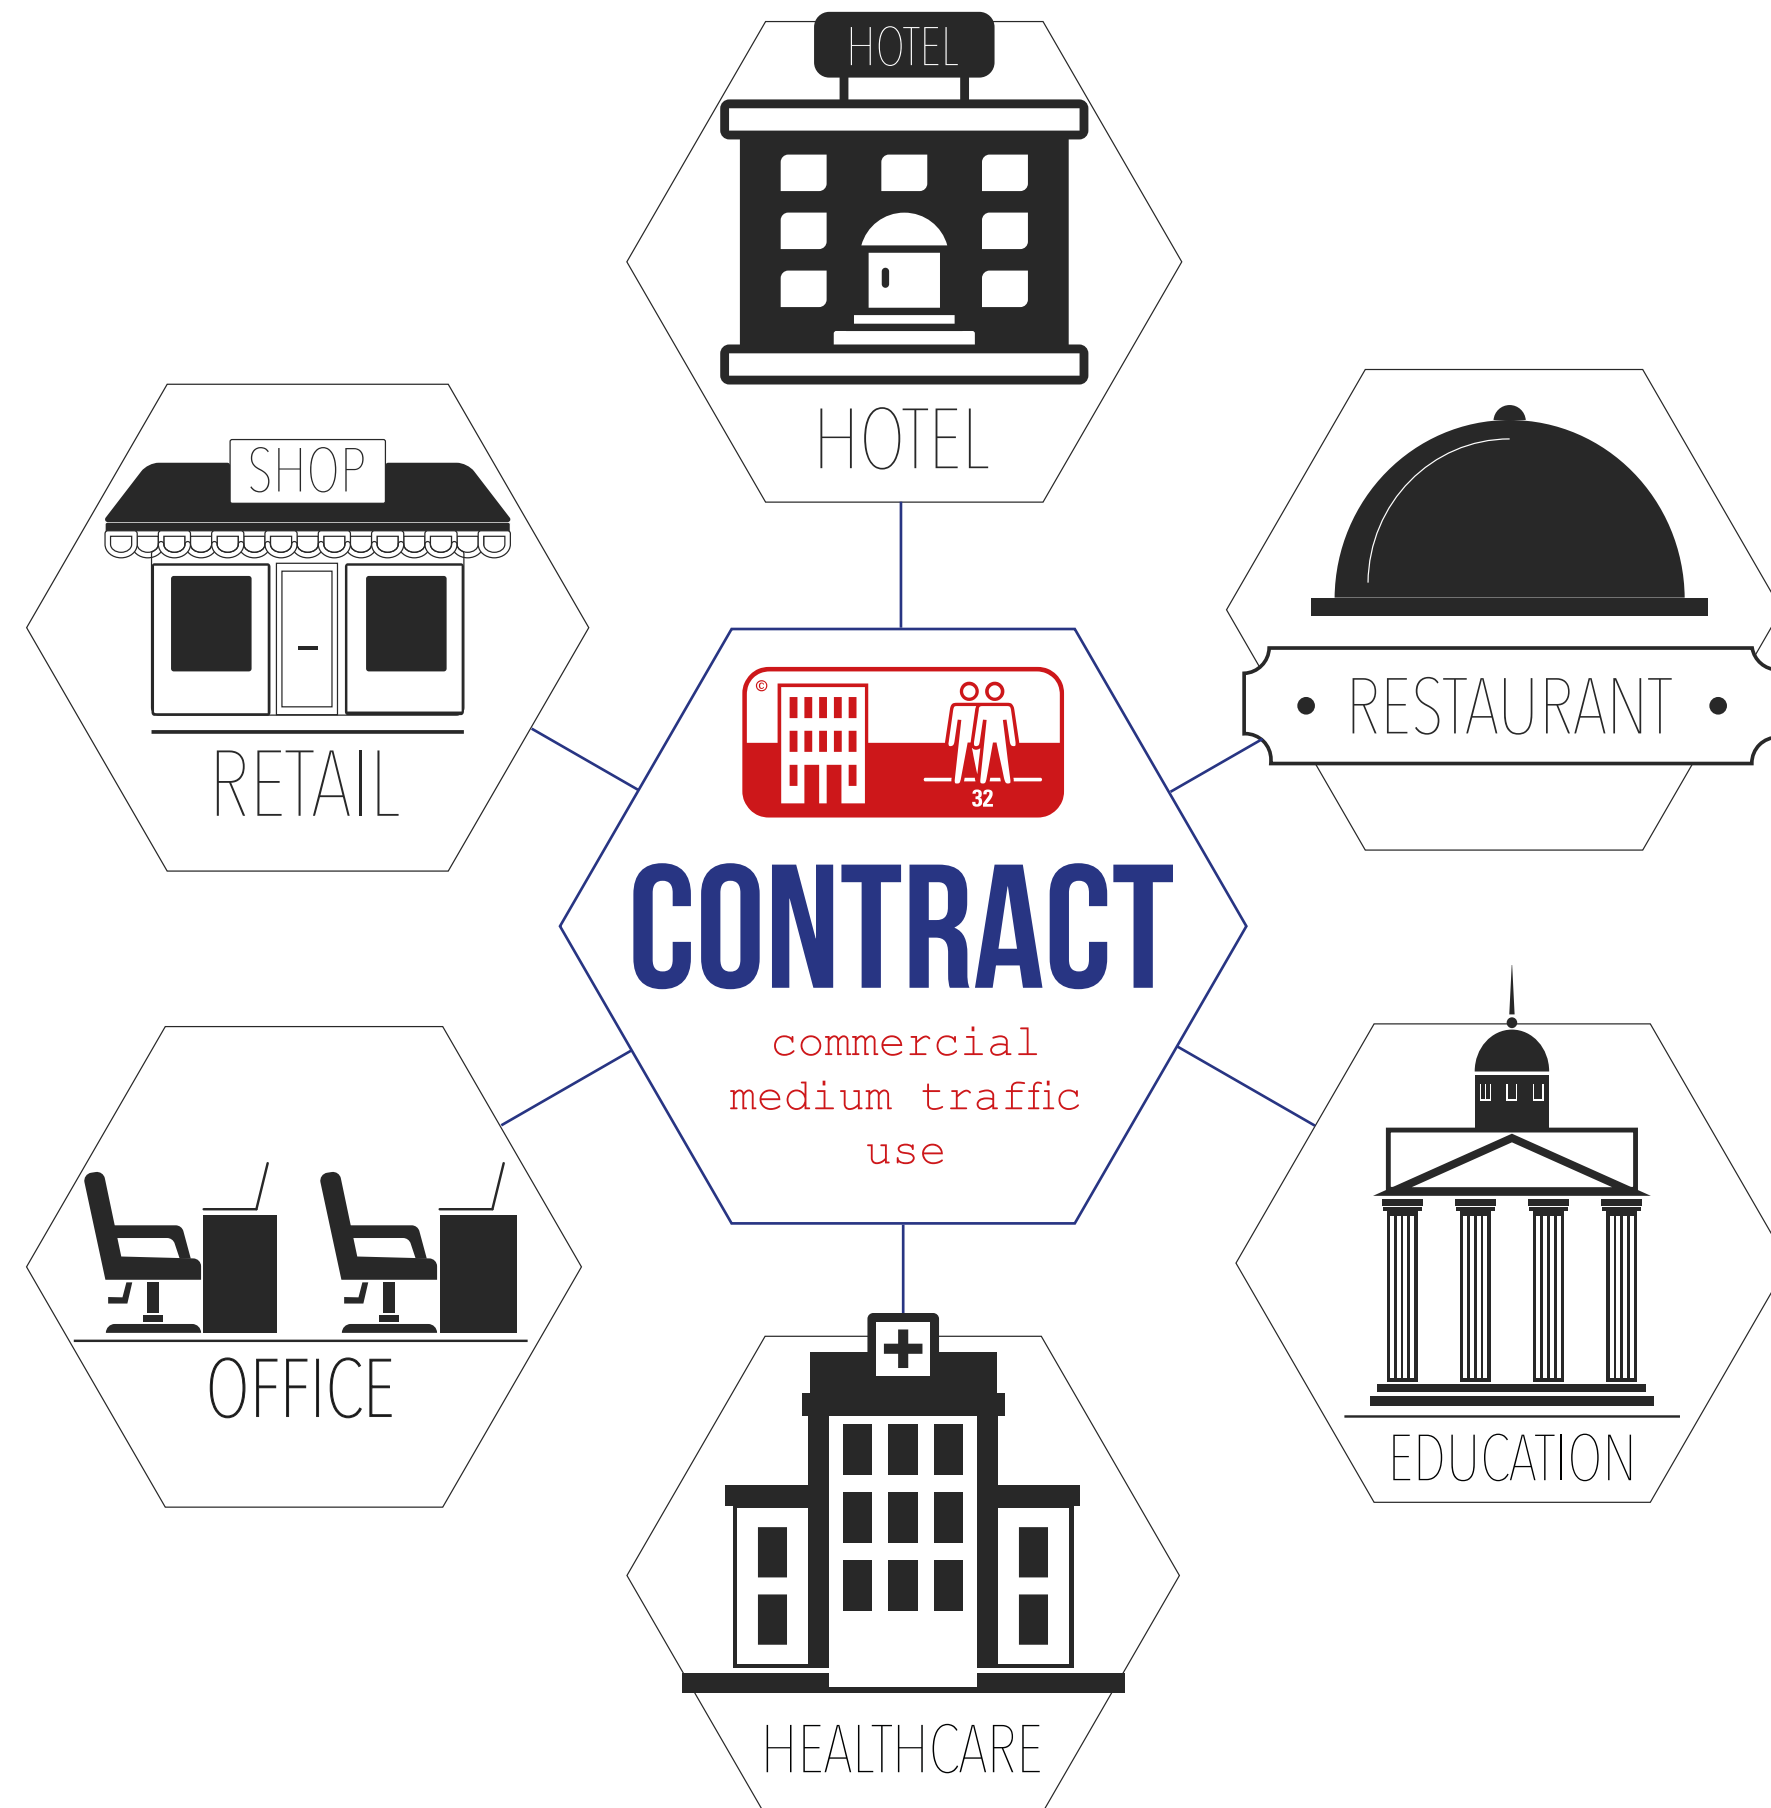 HOTEL
HOTEL
SHOP
RETAIL
RESTAURANT
©
32
CONTRACT
commercial
medium traffic
use
OFFICE
EDUCATION
HEALTHCARE